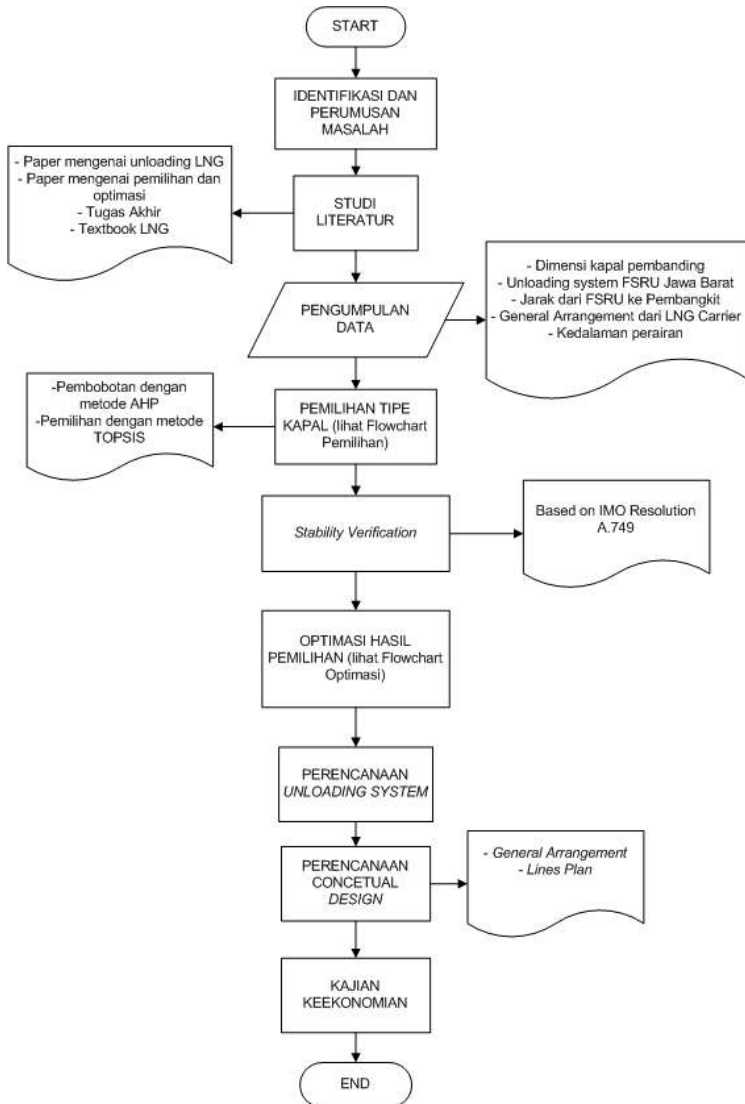 START
IDENTIFIKASI DAN
PERUMUSAN
MASALAH
- Paper mengenai unloading LNG
- Paper mengenai pemilihan dan
optimasi
- Tugas Akhir
- Textbook LNG
STUDI
LITERATUR
PENGUMPULAN
DATA
- Dimensi kapal pembanding
- Unloading system FSRU Jawa Barat
- Jarak dari FSRU ke Pembangkit
- General Arrangement dari LNG Carrier
- Kedalaman perairan
-Pembobotan dengan
metode AHP
-Pemilihan dengan metode
TOPSIS
PEMILIHAN TIPE
KAPAL (lihat Flowchart
Pemilihan)
Stability Verification
Based on IMO Resolution
A.749
OPTIMASI HASIL
PEMILIHAN (lihat Flowchart
Optimasi)
PERENCANAAN
UNLOADING SYSTEM
PERENCANAAN
CONCETUAL
DESIGN
- General Arrangement
- Lines Plan
KAJIAN
KEEKONOMIAN
END